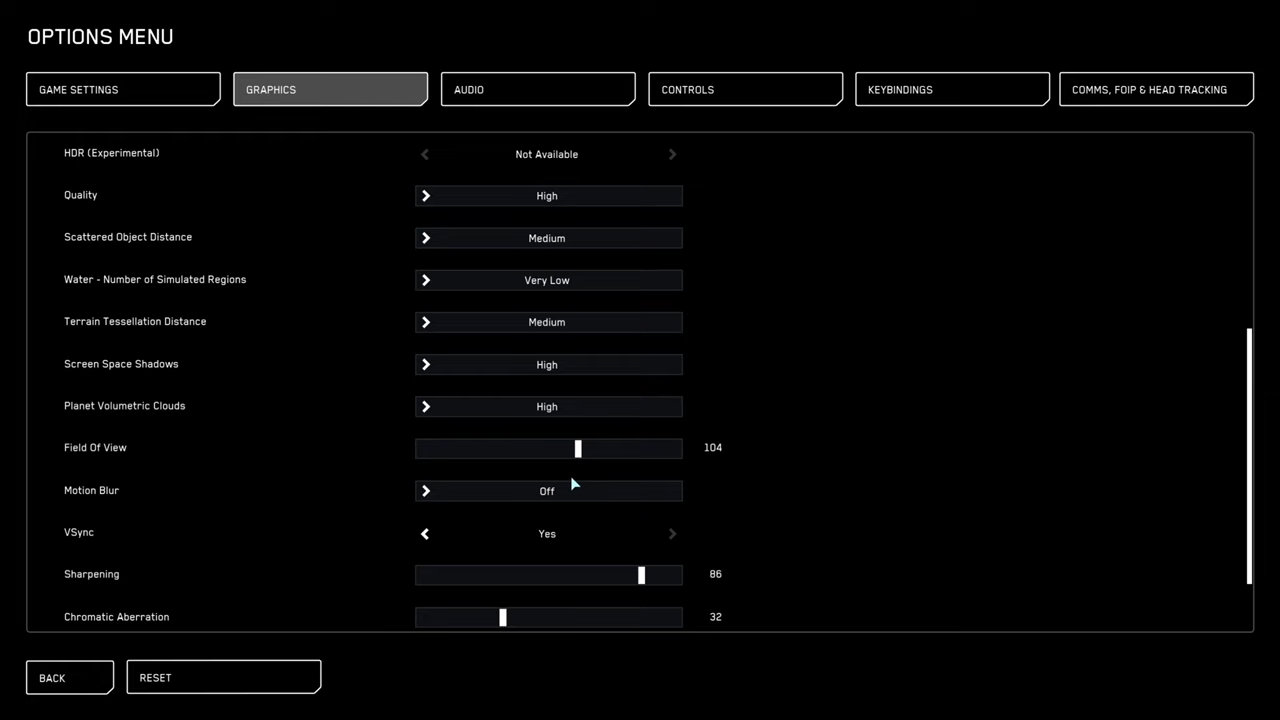 OPTIONS MENU
GAME SETTINGS
GRAPHICS
AUDIO
CONTROLS
KEYBINDINGS
COMMS, FOIP & HEAD TRACKING
HDR (Experimental) Not Available
Quality High
Scattered Object Distance Medium
Water - Number of Simulated Regions Very Low
Terrain Tessellation Distance Medium
Screen Space Shadows High
Planet Volumetric Clouds High
Field Of View 104
Motion Blur Off
VSync Yes
Sharpening 86
Chromatic Aberration 32
BACK
RESET